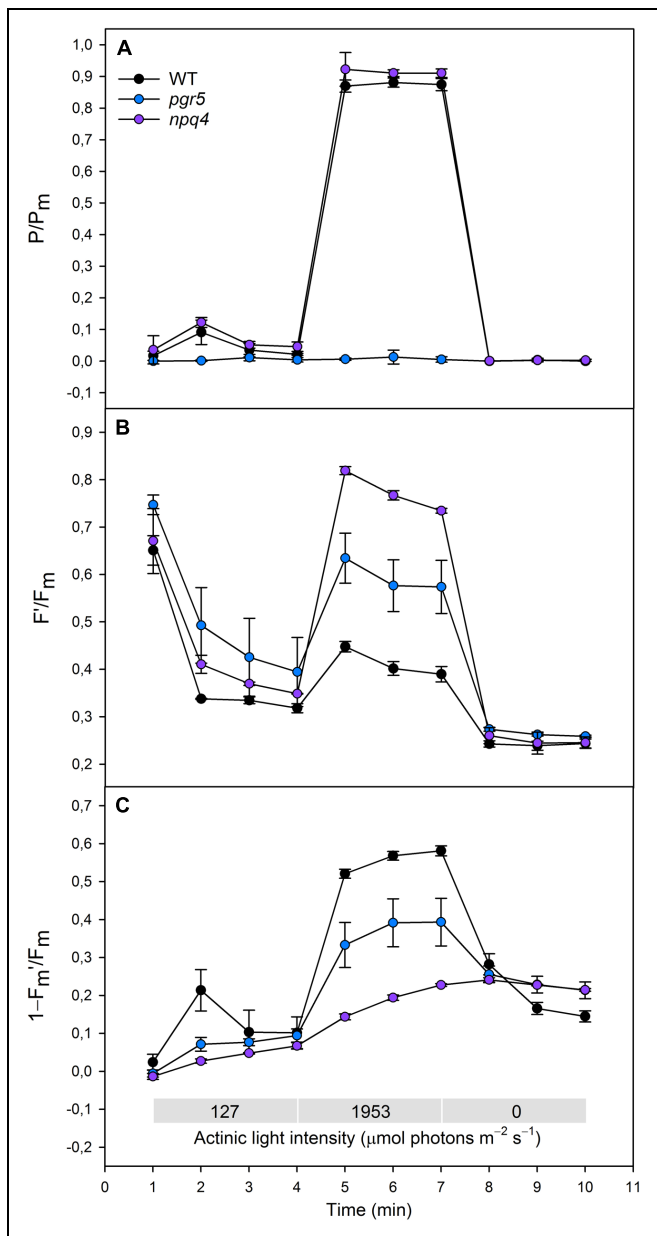 A
WT
pgr5
npq4
1,0
0,9
0,8
0,7
0,6
0,5
0,4
0,3
0,2
0,1
0,0
-0,1
P/Pm
B
0,9
0,8
0,7
0,6
0,5
0,4
0,3
0,2
F'/Fm
C
0,7
0,6
0,5
0,4
0,3
0,2
0,1
0,0
-0,1
-0,2
1–Fm'/Fm
127 1953 0
Actinic light intensity (μmol photons m⁻² s⁻¹)
0 1 2 3 4 5 6 7 8 9 10 11
Time (min)